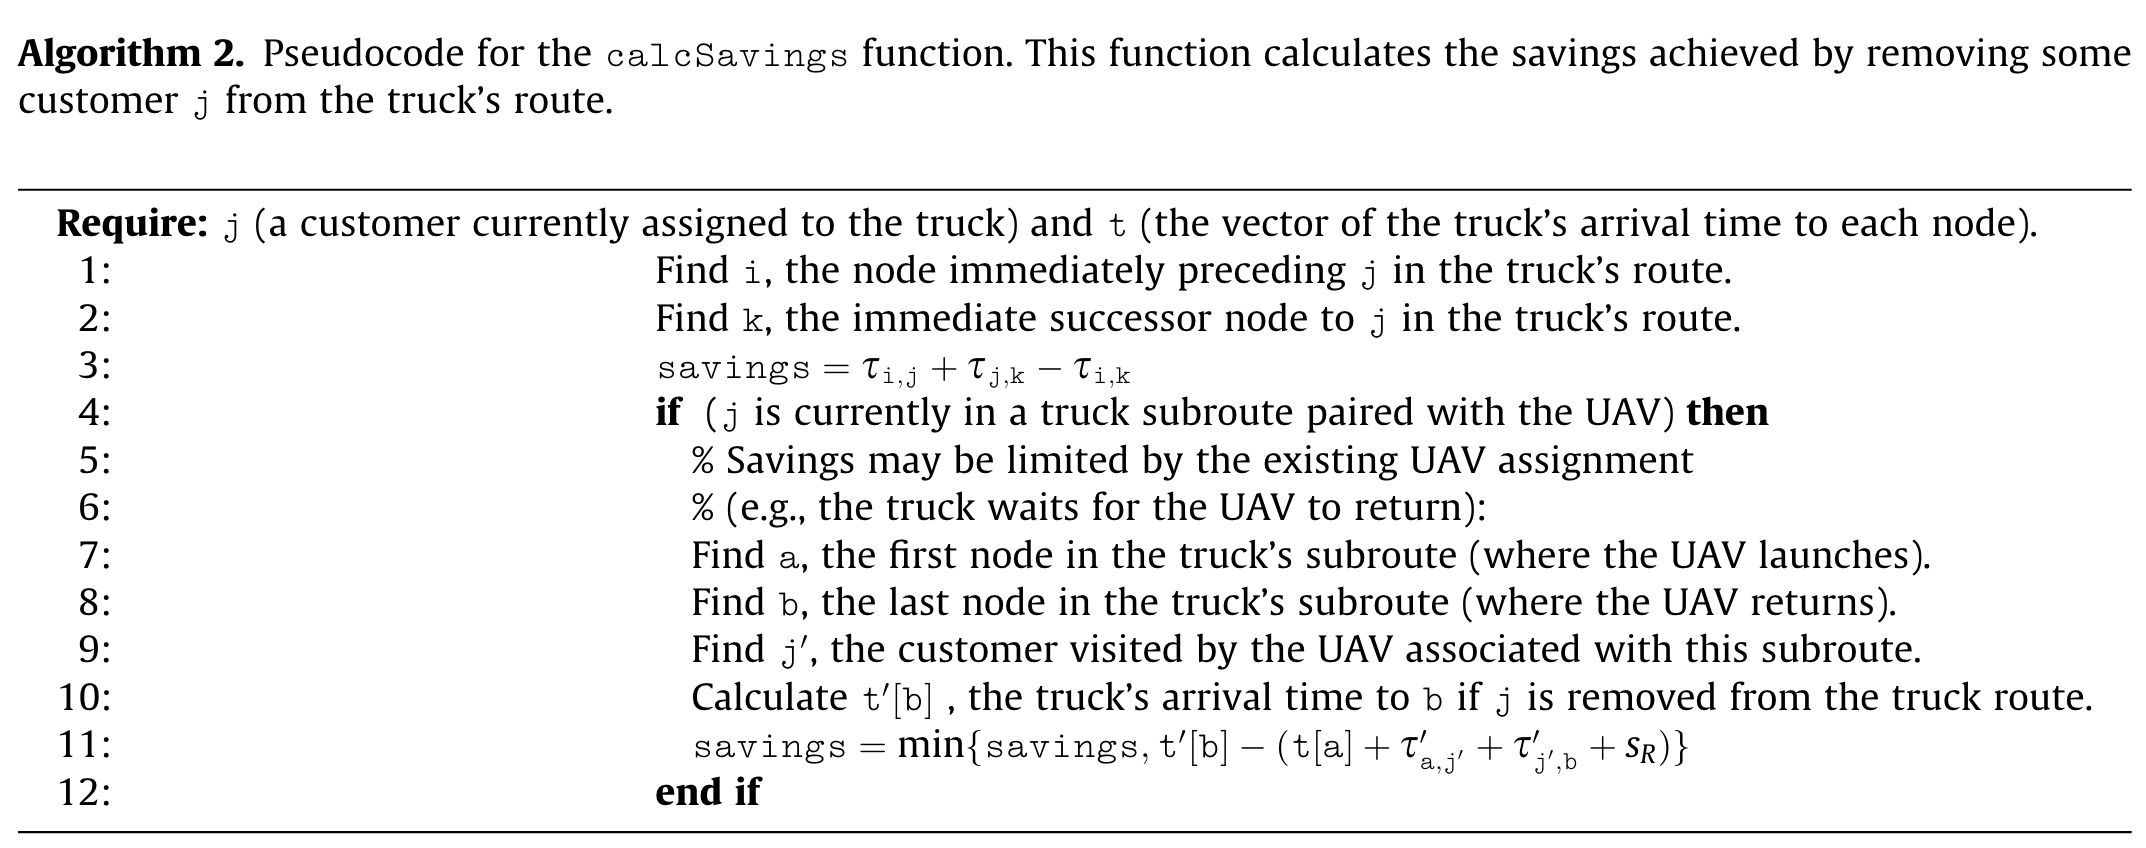 Algorithm 2. Pseudocode for the calcSavings function. This function calculates the savings achieved by removing some
customer j from the truck's route.
Require: j (a customer currently assigned to the truck) and t (the vector of the truck's arrival time to each node).
1: Find i, the node immediately preceding j in the truck's route.
2: Find k, the immediate successor node to j in the truck's route.
3: savings = τ_{i,j} + τ_{j,k} − τ_{i,k}
4: if (j is currently in a truck subroute paired with the UAV) then
5: % Savings may be limited by the existing UAV assignment
6: % (e.g., the truck waits for the UAV to return):
7: Find a, the first node in the truck's subroute (where the UAV launches).
8: Find b, the last node in the truck's subroute (where the UAV returns).
9: Find j′, the customer visited by the UAV associated with this subroute.
10: Calculate t′[b] , the truck's arrival time to b if j is removed from the truck route.
11: savings = min{savings, t′[b] − (t[a] + τ′_{a,j′} + τ′_{j′,b} + s_R)}
12: end if